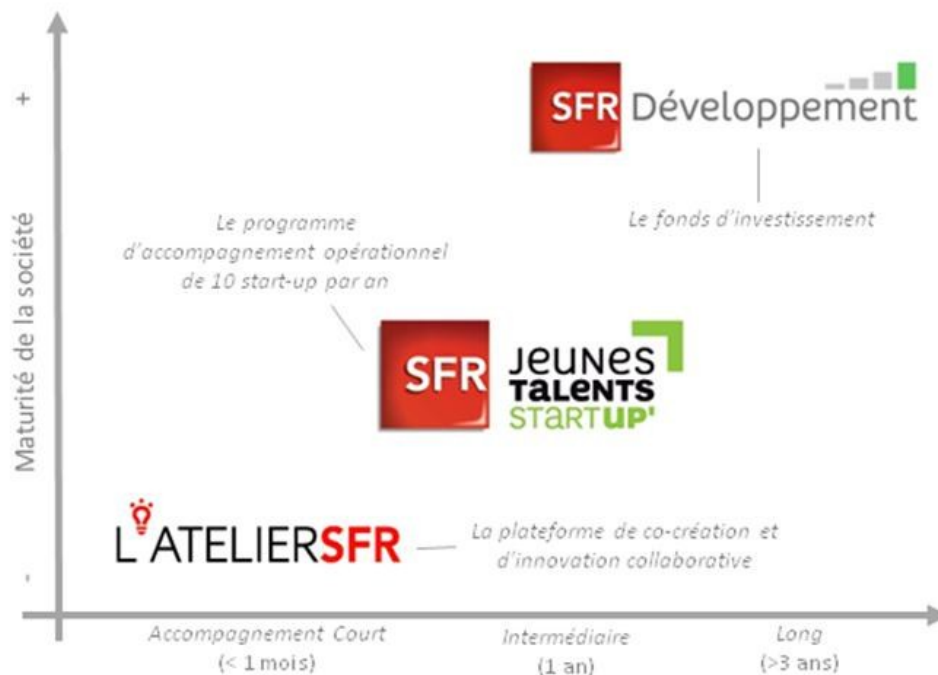 +
SFR Développement
Le fonds d'investissement
Le programme
d'accompagnement opérationnel
de 10 start-up par an
Maturité de la société
SFR
JEUNES
TALENTS
STARTUP'
L'ATELIERSFR
La plateforme de co-création et
d'innovation collaborative
-
Accompagnement Court
(< 1 mois)
Intermédiaire
(1 an)
Long
(>3 ans)